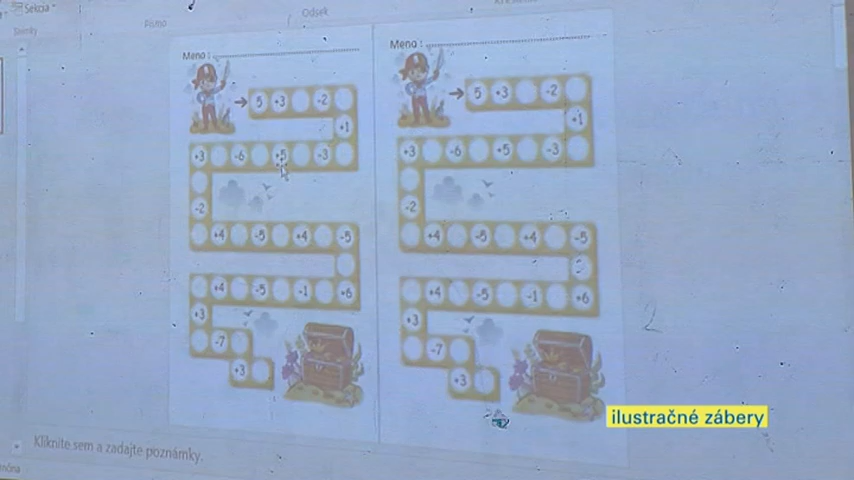 Sekcia
Písmo
Odsek
Meno :
5 +3 -2
+1
+3 -6 +5 -3
-2
+4 -5 +4 -5
+4 -5 -1 +6
+3
-7
+3
Meno :
5 +3 -2
+1
+3 -6 +5 -3
-2
+4 -5 +4 -5
+4 -5 -1 +6
+3
-7
+3
Kliknite sem a zadajte poznámky.
ilustračné zábery